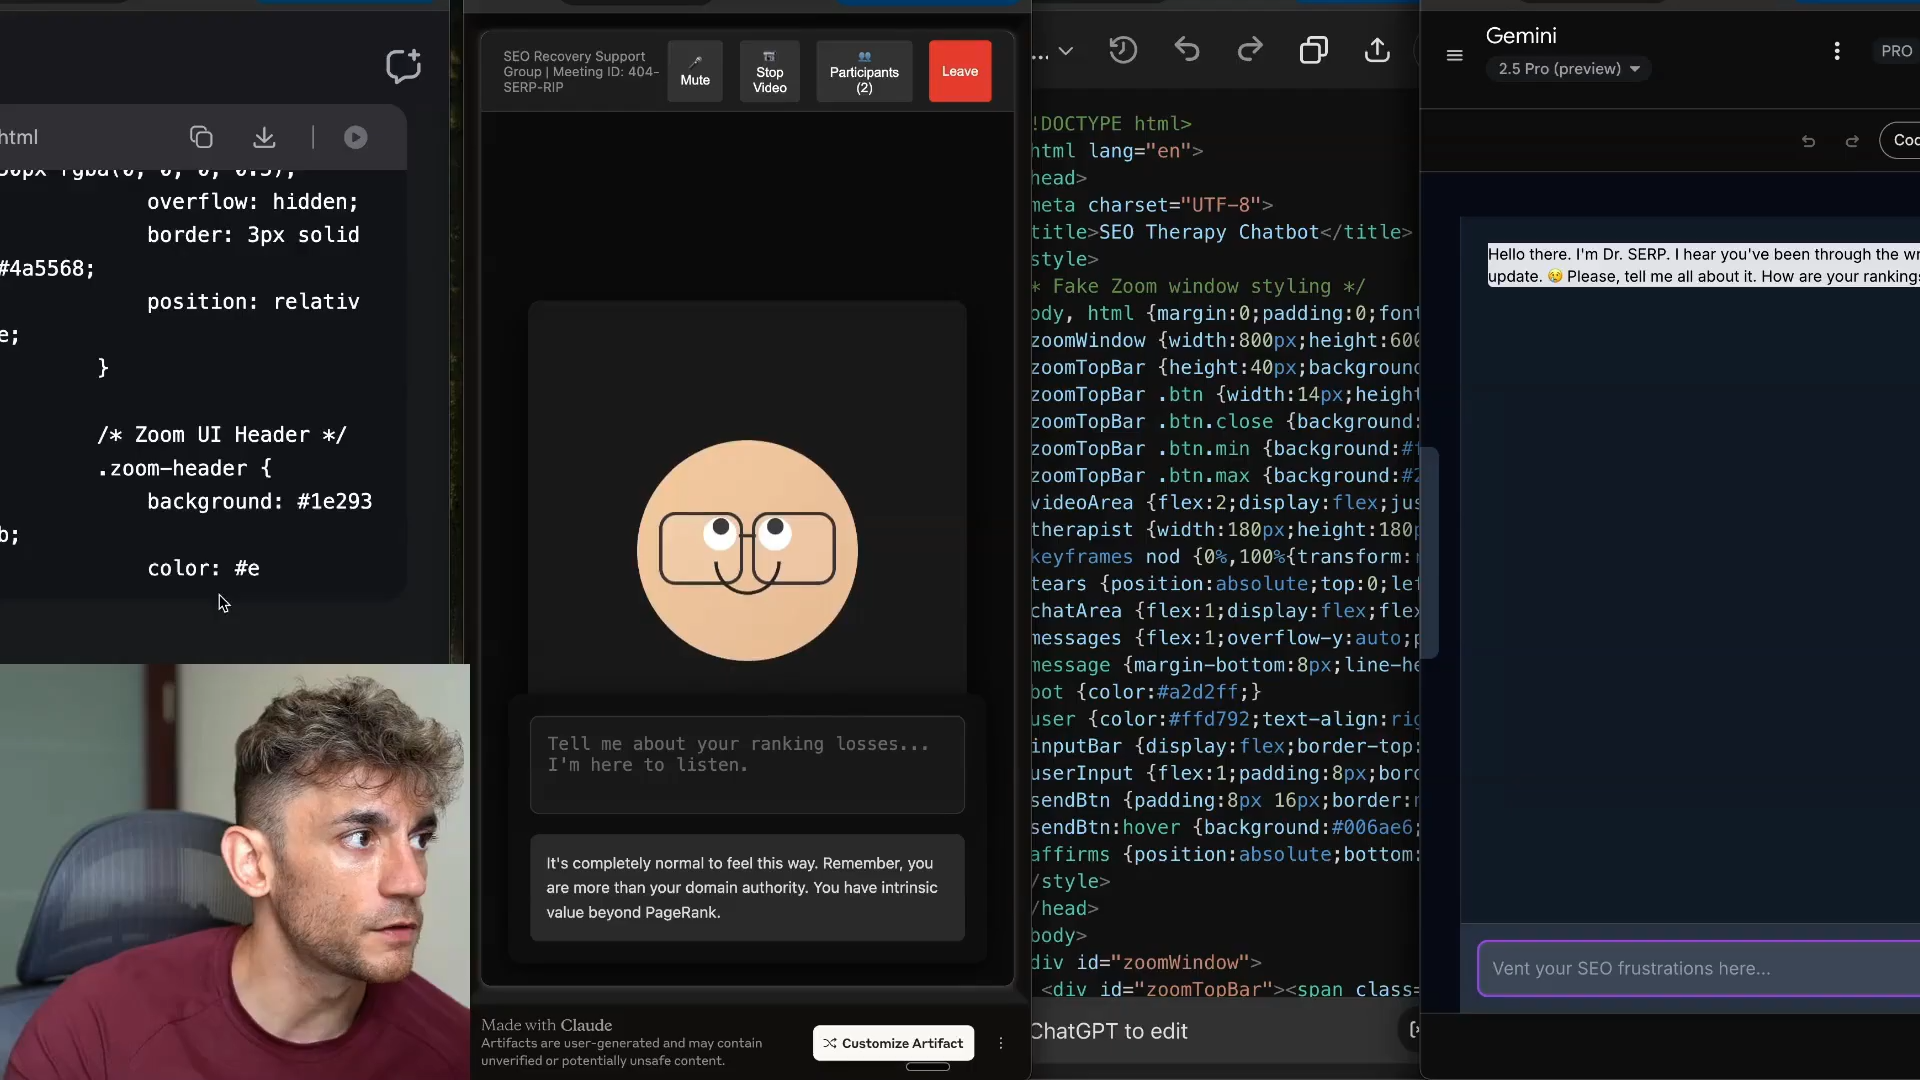 html
overflow: hidden;
border: 3px solid
#4a5568;
position: relativ
e;
}
/* Zoom UI Header */
.zoom-header {
background: #1e293
b;
color: #e
SEO Recovery Support
Group | Meeting ID: 404-
SERP-RIP
Mute
Stop
Video
Participants
(2)
Leave
Tell me about your ranking losses...
I'm here to listen.
It's completely normal to feel this way. Remember, you
are more than your domain authority. You have intrinsic
value beyond PageRank.
Made with Claude
Artifacts are user-generated and may contain
unverified or potentially unsafe content.
Customize Artifact
...
!DOCTYPE html>
html lang="en">
head>
meta charset="UTF-8">
title>SEO Therapy Chatbot</title>
style>
* Fake Zoom window styling */
ody, html {margin:0;padding:0;font
zoomWindow {width:800px;height:600
zoomTopBar {height:40px;background
zoomTopBar .btn {width:14px;height
zoomTopBar .btn.close {background:
zoomTopBar .btn.min {background:#f
zoomTopBar .btn.max {background:#2
videoArea {flex:2;display:flex;jus
therapist {width:180px;height:180p
keyframes nod {0%,100%{transform:r
tears {position:absolute;top:0;lef
chatArea {flex:1;display:flex;flex
messages {flex:1;overflow-y:auto;p
message {margin-bottom:8px;line-he
bot {color:#a2d2ff;}
user {color:#ffd792;text-align:rig
inputBar {display:flex;border-top:
userInput {flex:1;padding:8px;bord
sendBtn {padding:8px 16px;border:n
sendBtn:hover {background:#006ae6;
affirms {position:absolute;bottom:
/style>
/head>
body>
div id="zoomWindow">
<div id="zoomTopBar"><span class=
ChatGPT to edit
Gemini
2.5 Pro (preview)
PRO
Cod
Hello there. I'm Dr. SERP. I hear you've been through the wr
update. 😢 Please, tell me all about it. How are your rankings
Vent your SEO frustrations here...